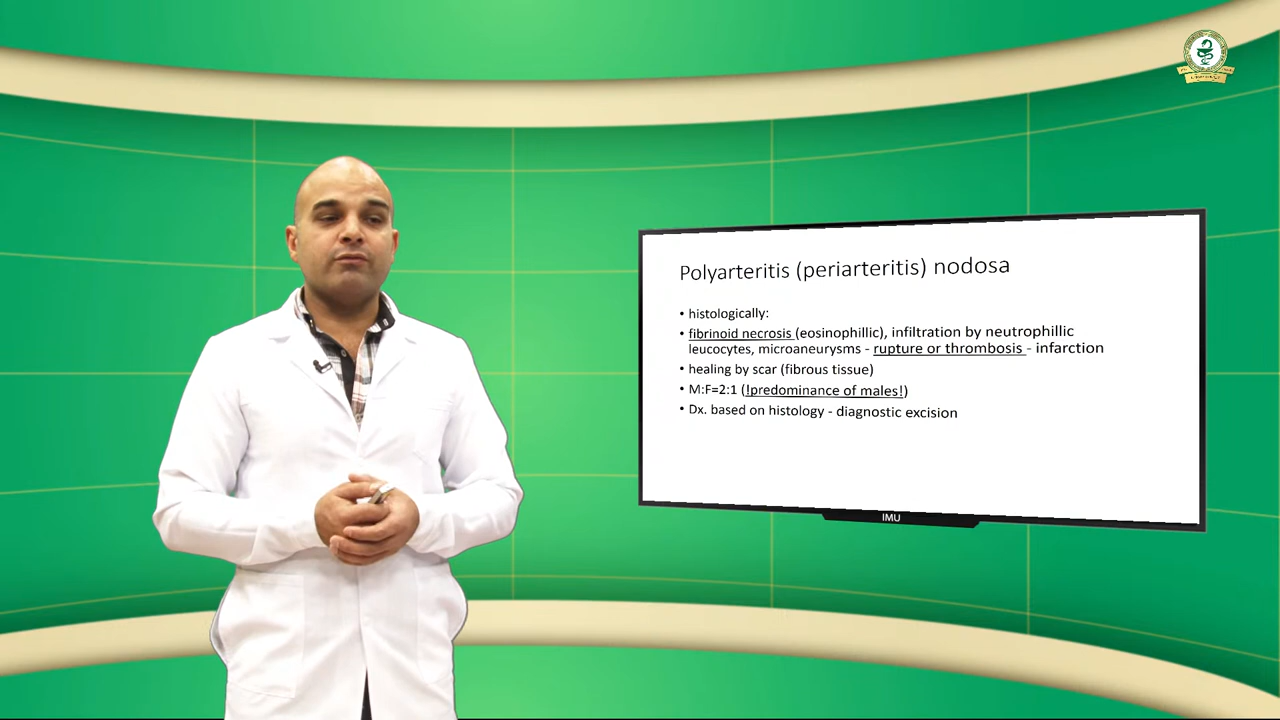 Polyarteritis (periarteritis) nodosa
• histologically:
• fibrinoid necrosis (eosinophillic), infiltration by neutrophillic
leucocytes, microaneurysms - rupture or thrombosis - infarction
• healing by scar (fibrous tissue)
• M:F=2:1 (!predominance of males!)
• Dx. based on histology - diagnostic excision
IMU